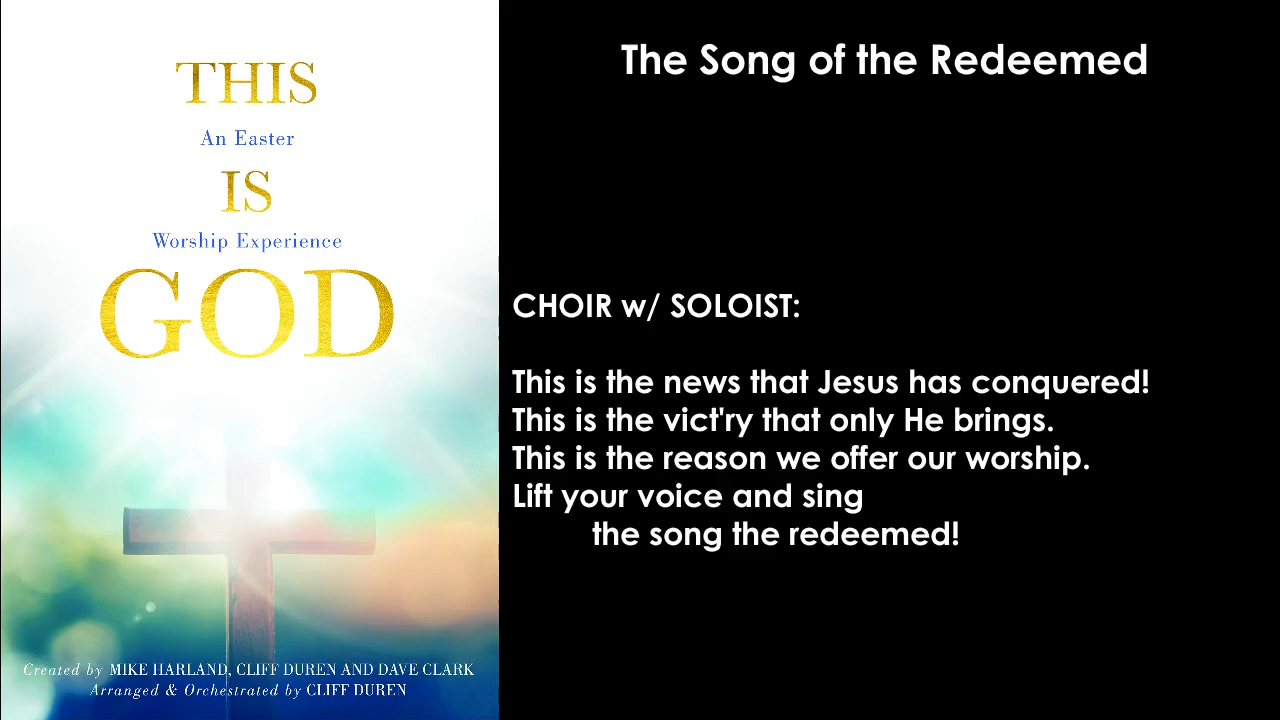 THIS
An Easter
IS
Worship Experience
GOD
Created by MIKE HARLAND, CLIFF DUREN AND DAVE CLARK
Arranged & Orchestrated by CLIFF DUREN
The Song of the Redeemed
CHOIR w/ SOLOIST:
This is the news that Jesus has conquered!
This is the vict'ry that only He brings.
This is the reason we offer our worship.
Lift your voice and sing
the song the redeemed!